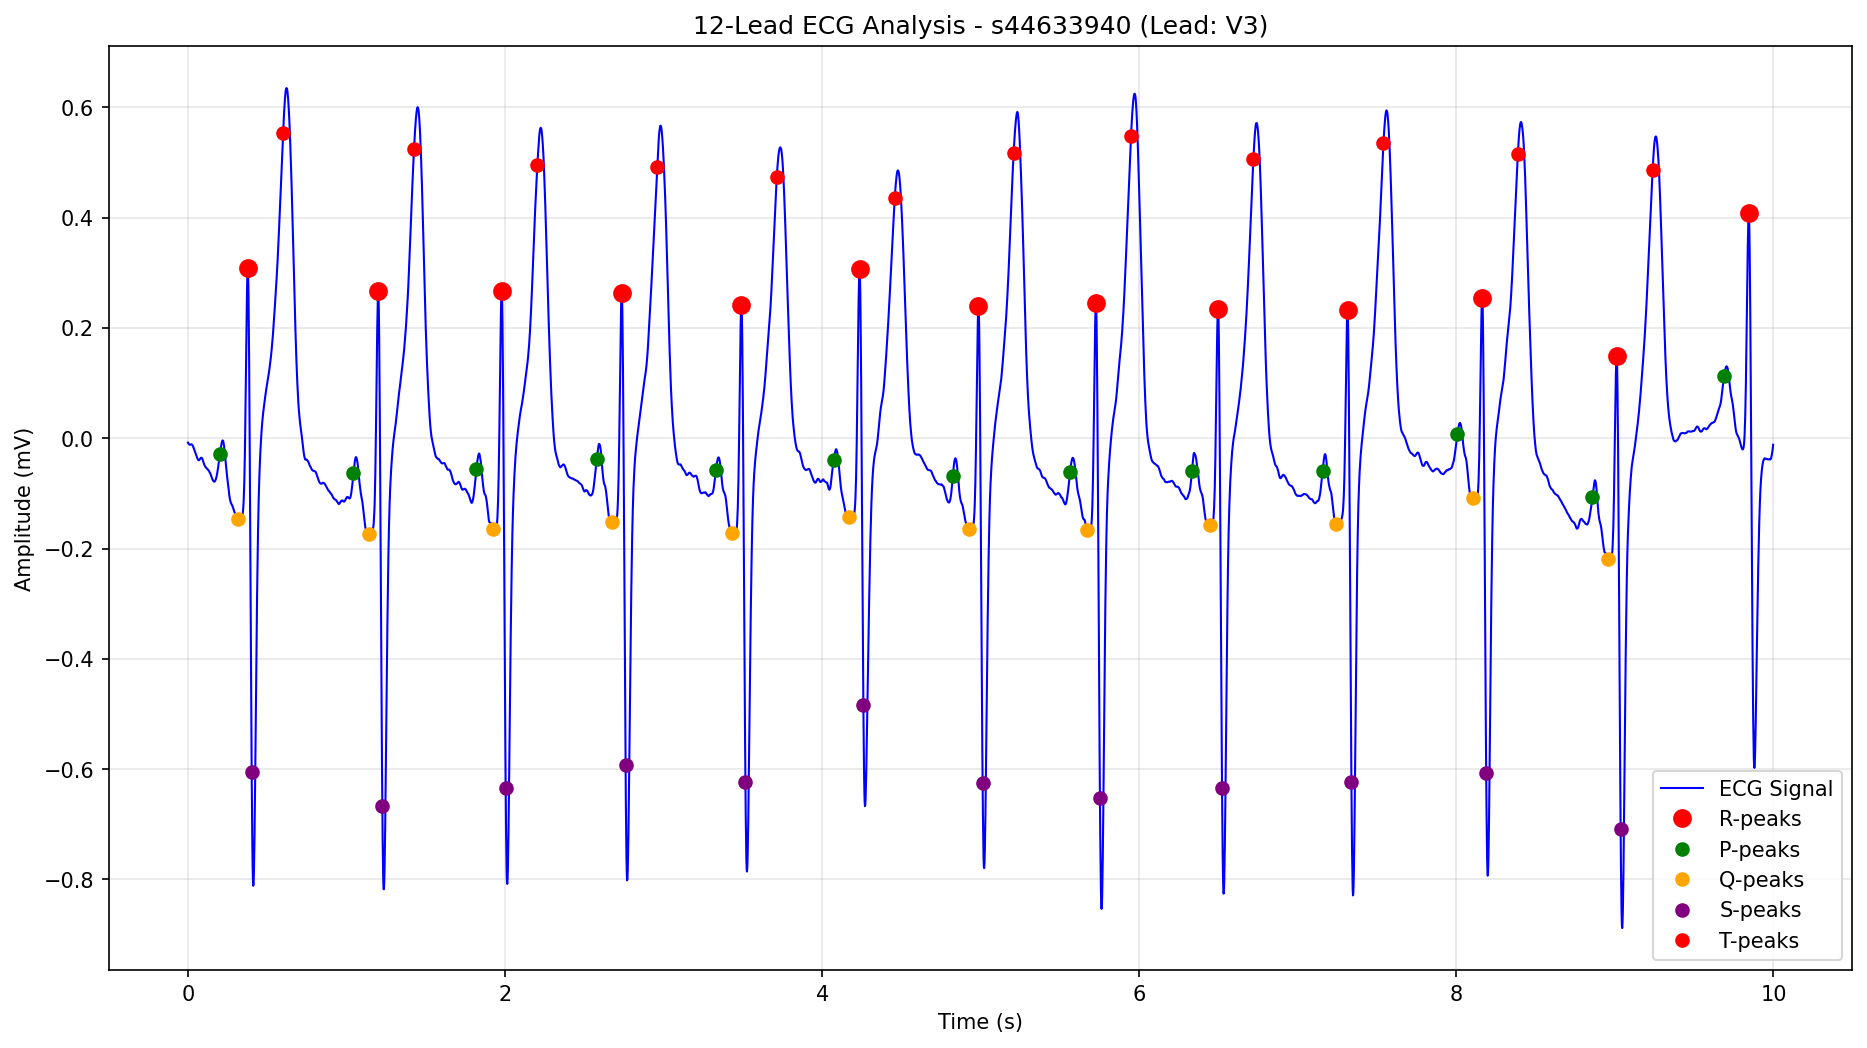 12-Lead ECG Analysis - s44633940 (Lead: V3)
0.6
0.4
0.2
0.0
−0.2
−0.4
−0.6
−0.8
Amplitude (mV)
0 2 4 6 8 10
Time (s)
ECG Signal
R-peaks
P-peaks
Q-peaks
S-peaks
T-peaks